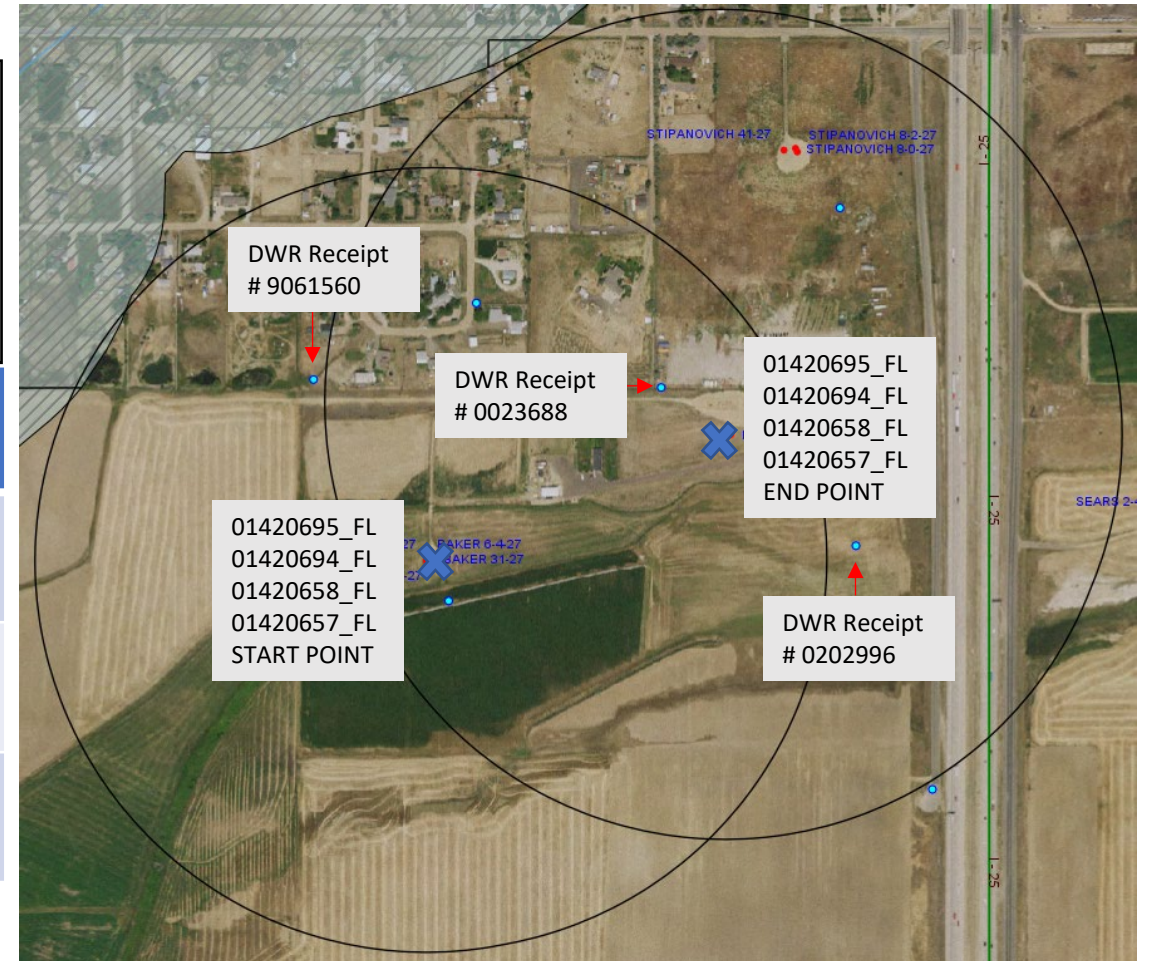 STIPANOVICH 41-27
STIPANOVICH 8-2-27
STIPANOVICH 8-0-27
I - 25
DWR Receipt
# 9061560
DWR Receipt
# 0023688
01420695_FL
01420694_FL
01420658_FL
01420657_FL
END POINT
I - 25
SEARS 2-4
01420695_FL
01420694_FL
01420658_FL
01420657_FL
START POINT
27
BAKER 6-4-27
BAKER 31-27
-27
DWR Receipt
# 0202996
I - 25